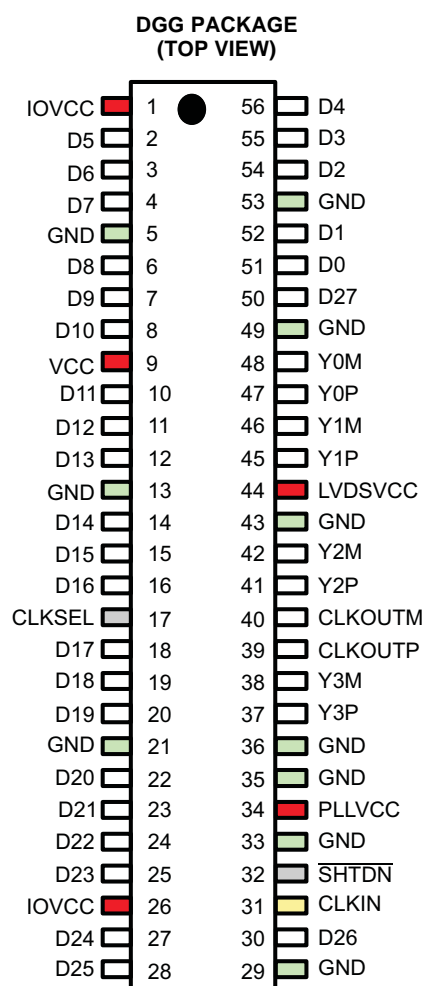 DGG PACKAGE
(TOP VIEW)
IOVCC 1 56 D4
D5 2 55 D3
D6 3 54 D2
D7 4 53 GND
GND 5 52 D1
D8 6 51 D0
D9 7 50 D27
D10 8 49 GND
VCC 9 48 Y0M
D11 10 47 Y0P
D12 11 46 Y1M
D13 12 45 Y1P
GND 13 44 LVDSVCC
D14 14 43 GND
D15 15 42 Y2M
D16 16 41 Y2P
CLKSEL 17 40 CLKOUTM
D17 18 39 CLKOUTP
D18 19 38 Y3M
D19 20 37 Y3P
GND 21 36 GND
D20 22 35 GND
D21 23 34 PLLVCC
D22 24 33 GND
D23 25 32 SHTDN
IOVCC 26 31 CLKIN
D24 27 30 D26
D25 28 29 GND